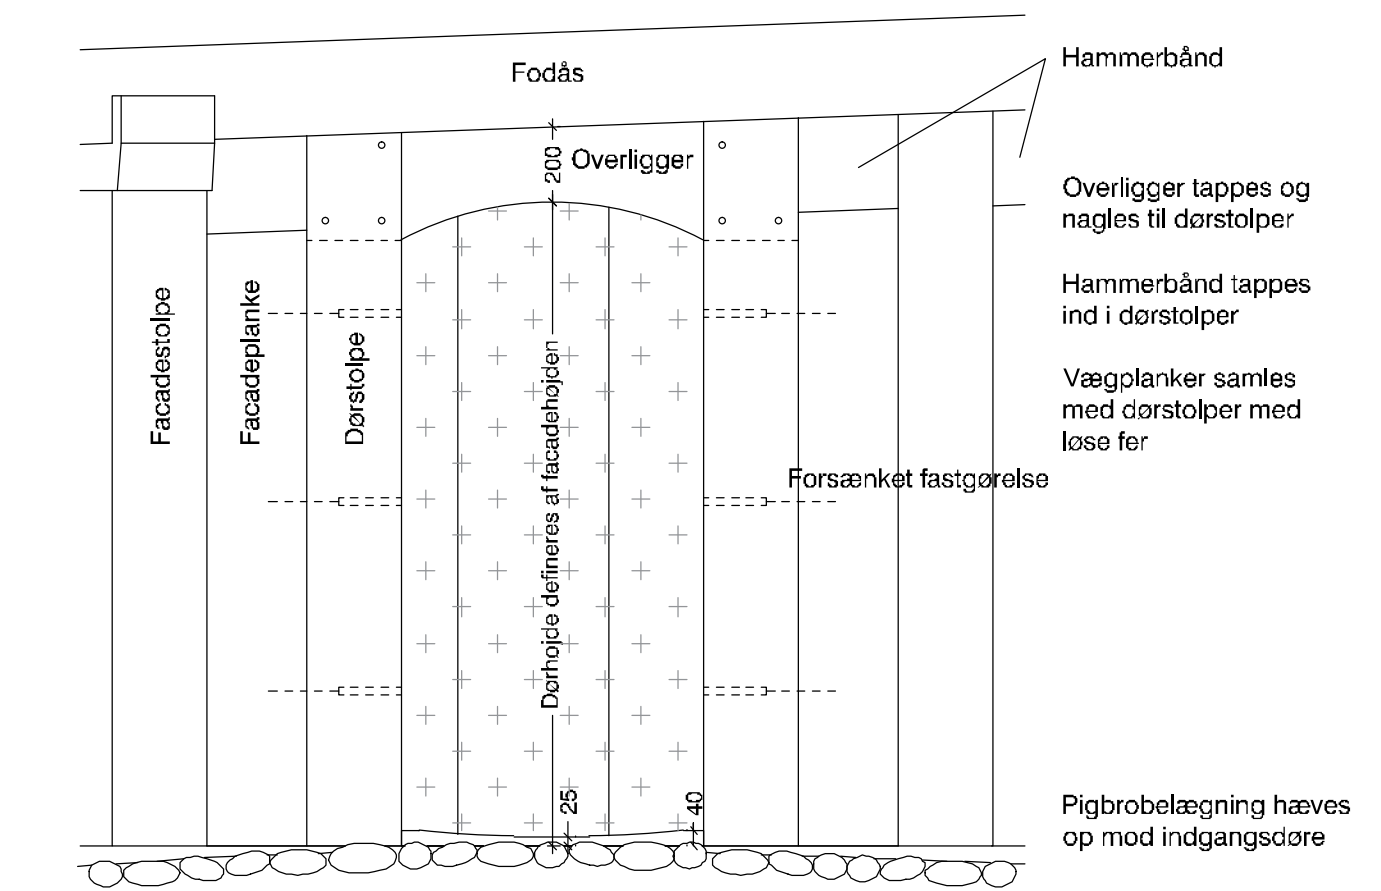 Fodås
Hammerbånd
200
Overligger
Overligger tappes og
nagles til dørstolper
Hammerbånd tappes
ind i dørstolper
Facadestolpe
Facadeplanke
Dørstolpe
Dørhøjde defineres af facadehøjden
Vægplanker samles
med dørstolper med
løse fer
Forsænket fastgørelse
25
40
Pigbrobelægning hæves
op mod indgangsdøre